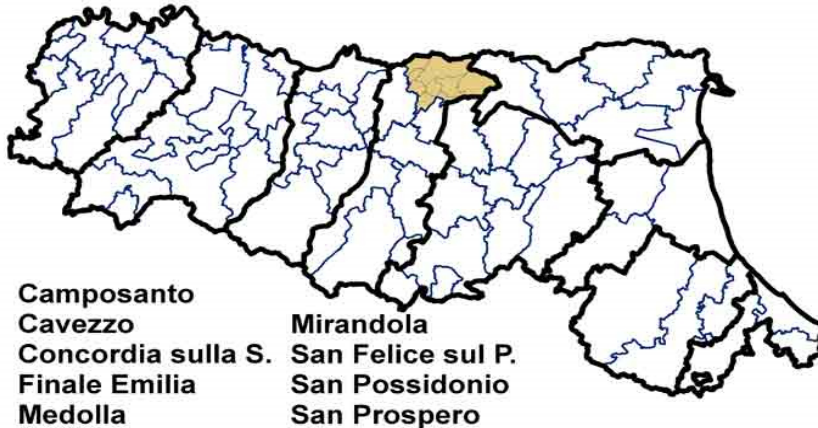 Camposanto
Cavezzo
Concordia sulla S.
Finale Emilia
Medolla
Mirandola
San Felice sul P.
San Possidonio
San Prospero